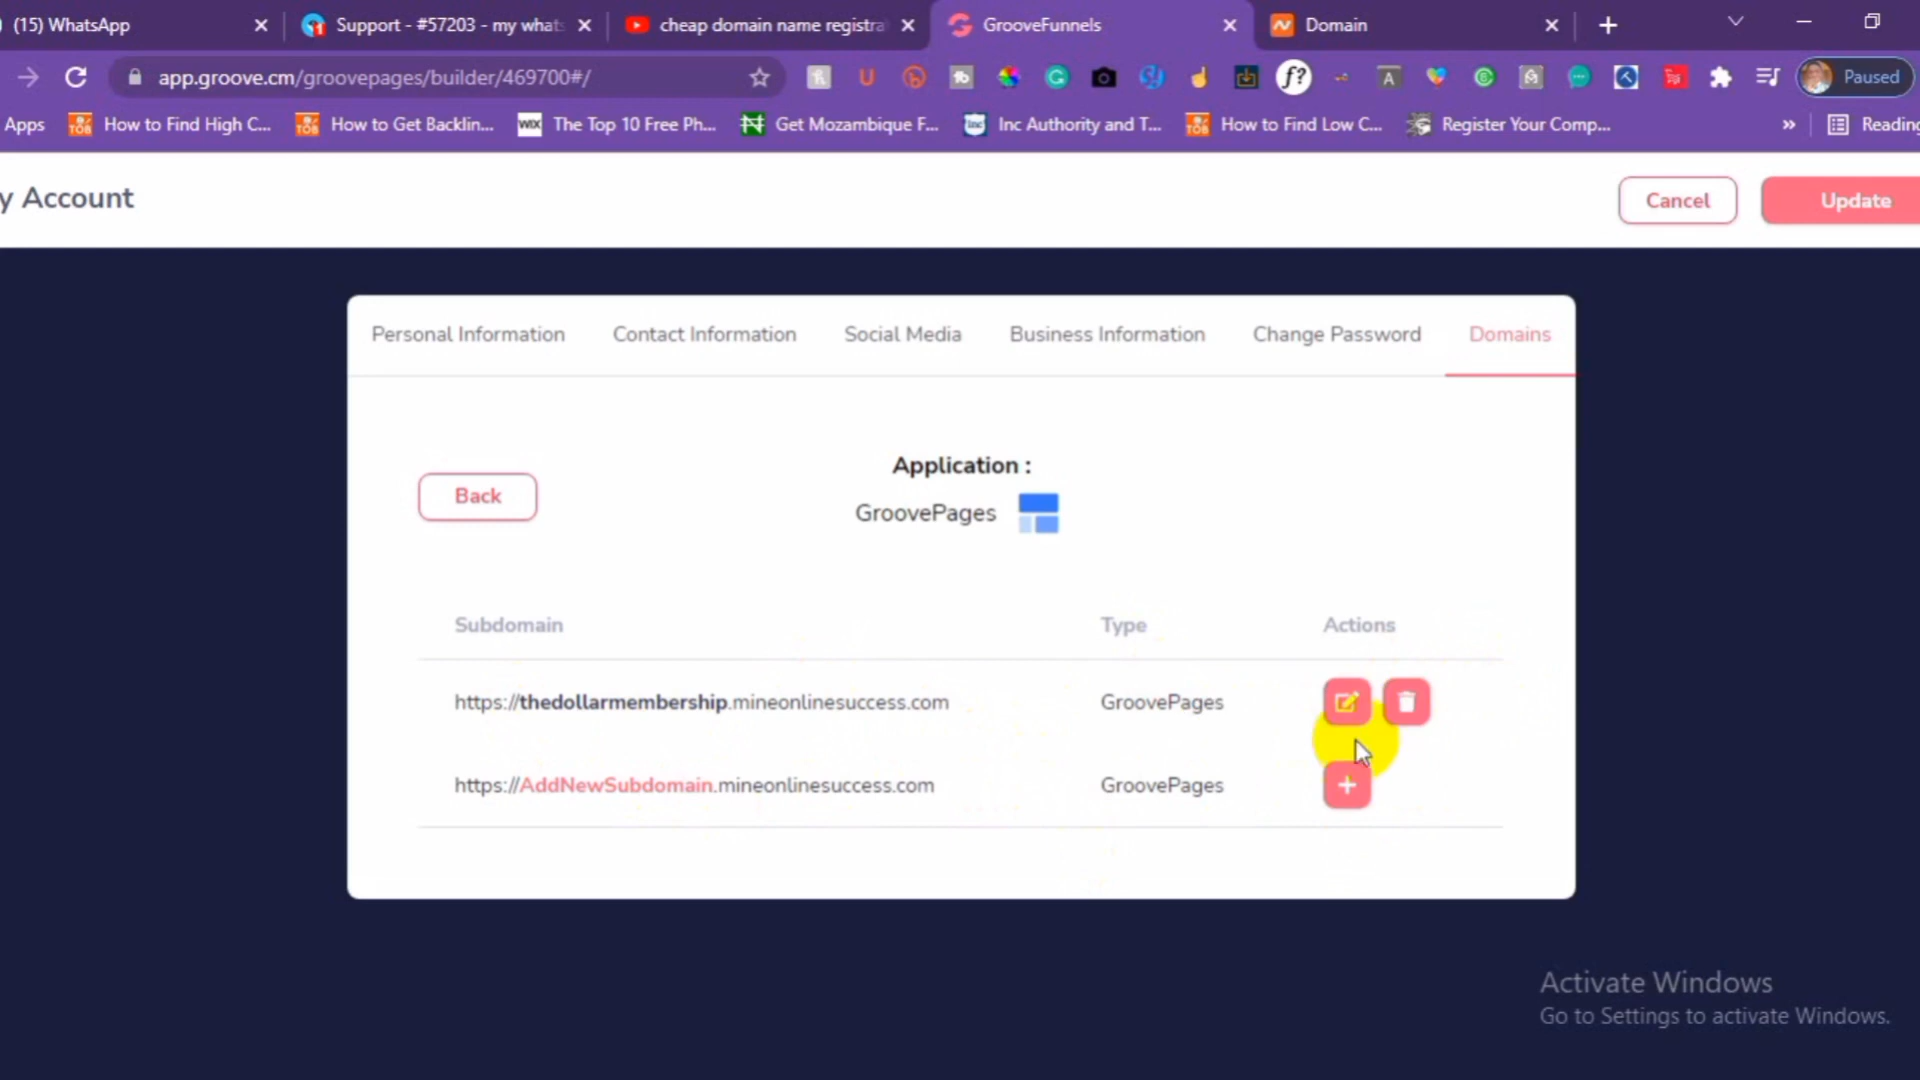 (15) WhatsApp
Support - #57203 - my what
cheap domain name registra
GrooveFunnels
Domain
app.groove.cm/groovepages/builder/469700#/
Paused
Apps
How to Find High C...
How to Get Backlin...
The Top 10 Free Ph...
Get Mozambique F...
Inc Authority and T...
How to Find Low C...
Register Your Comp...
Reading
y Account
Cancel
Update
Personal Information
Contact Information
Social Media
Business Information
Change Password
Domains
Application :
Back
GroovePages
Subdomain
Type
Actions
https://thedollarmembership.mineonlinesuccess.com
GroovePages
https://AddNewSubdomain.mineonlinesuccess.com
GroovePages
Activate Windows
Go to Settings to activate Windows.